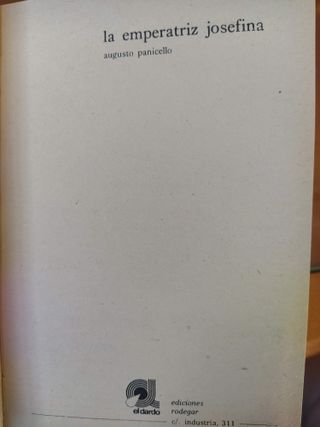 la emperatriz josefina
augusto panicello
el dardo
ediciones
rodegar
c/. industria, 311